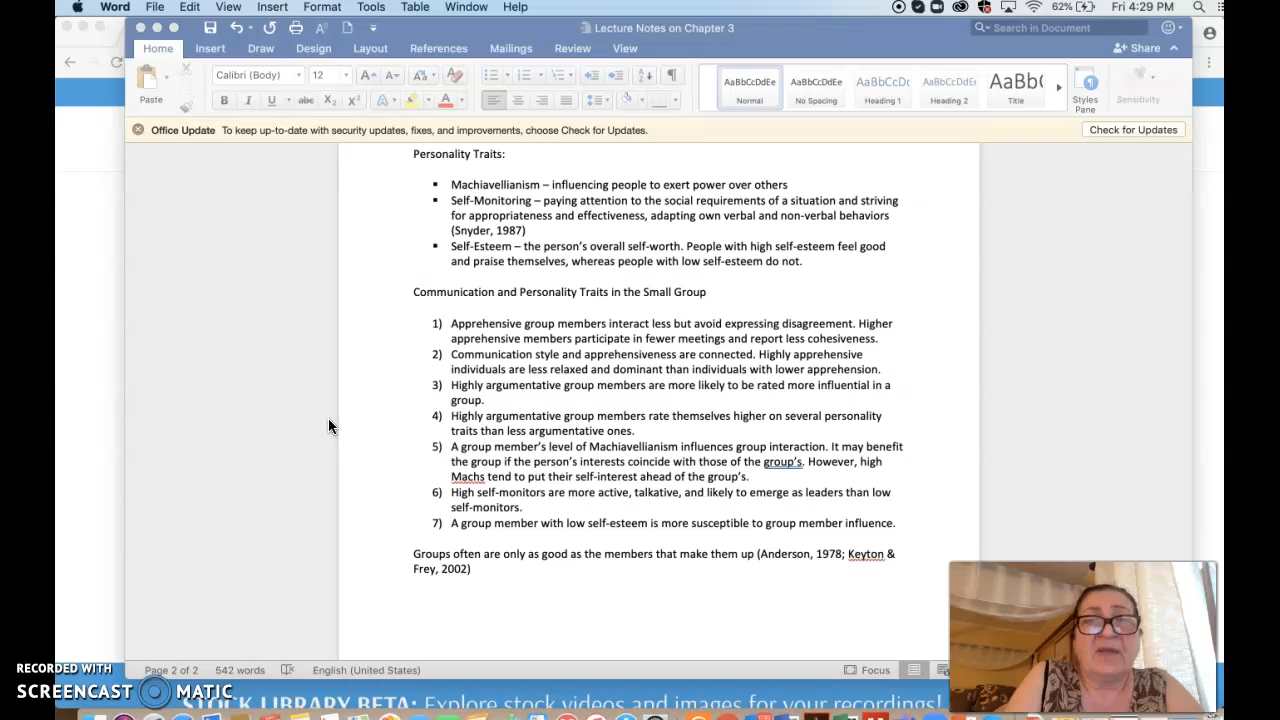 Word File Edit View Insert Format Tools Table Window Help 62% Fri 4:29 PM
Lecture Notes on Chapter 3 Search in Document
Home Insert Draw Design Layout References Mailings Review View Share
Calibri (Body) 12
AaBbCcDdEe AaBbCcDdEe AaBbCcDc AaBbCcDdEe AaBb(
Paste B I U abc X₂ X² A Normal No Spacing Heading 1 Heading 2 Title Styles Pane Sensitivity
Office Update To keep up-to-date with security updates, fixes, and improvements, choose Check for Updates. Check for Updates
Personality Traits:
▪ Machiavellianism – influencing people to exert power over others
▪ Self-Monitoring – paying attention to the social requirements of a situation and striving
for appropriateness and effectiveness, adapting own verbal and non-verbal behaviors
(Snyder, 1987)
▪ Self-Esteem – the person's overall self-worth. People with high self-esteem feel good
and praise themselves, whereas people with low self-esteem do not.
Communication and Personality Traits in the Small Group
1) Apprehensive group members interact less but avoid expressing disagreement. Higher
apprehensive members participate in fewer meetings and report less cohesiveness.
2) Communication style and apprehensiveness are connected. Highly apprehensive
individuals are less relaxed and dominant than individuals with lower apprehension.
3) Highly argumentative group members are more likely to be rated more influential in a
group.
4) Highly argumentative group members rate themselves higher on several personality
traits than less argumentative ones.
5) A group member's level of Machiavellianism influences group interaction. It may benefit
the group if the person's interests coincide with those of the group's. However, high
Machs tend to put their self-interest ahead of the group's.
6) High self-monitors are more active, talkative, and likely to emerge as leaders than low
self-monitors.
7) A group member with low self-esteem is more susceptible to group member influence.
Groups often are only as good as the members that make them up (Anderson, 1978; Keyton &
Frey, 2002)
Page 2 of 2 542 words English (United States) Focus
RECORDED WITH
SCREENCAST MATIC
STOCK LIBRARY BETA: Explore stock videos and images for your recordings!